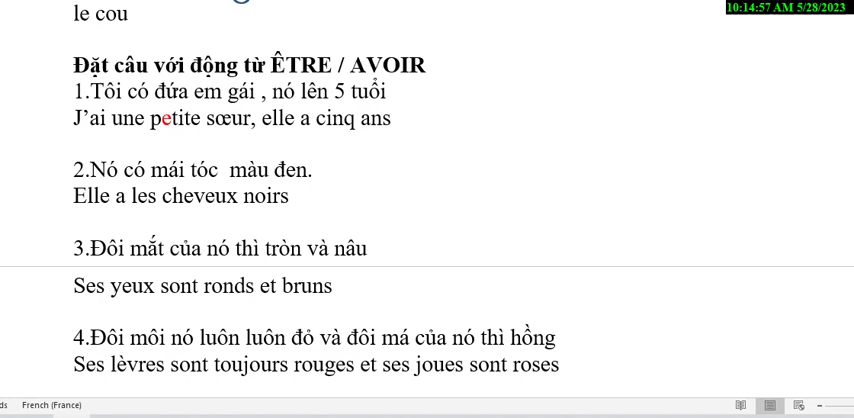 10:14:57 AM 5/28/2023
le cou
Đặt câu với động từ ÊTRE / AVOIR
1.Tôi có đứa em gái , nó lên 5 tuổi
J’ai une petite sœur, elle a cinq ans
2.Nó có mái tóc  màu đen.
Elle a les cheveux noirs
3.Đôi mắt của nó thì tròn và nâu
Ses yeux sont ronds et bruns
4.Đôi môi nó luôn luôn đỏ và đôi má của nó thì hồng
Ses lèvres sont toujours rouges et ses joues sont roses
French (France)